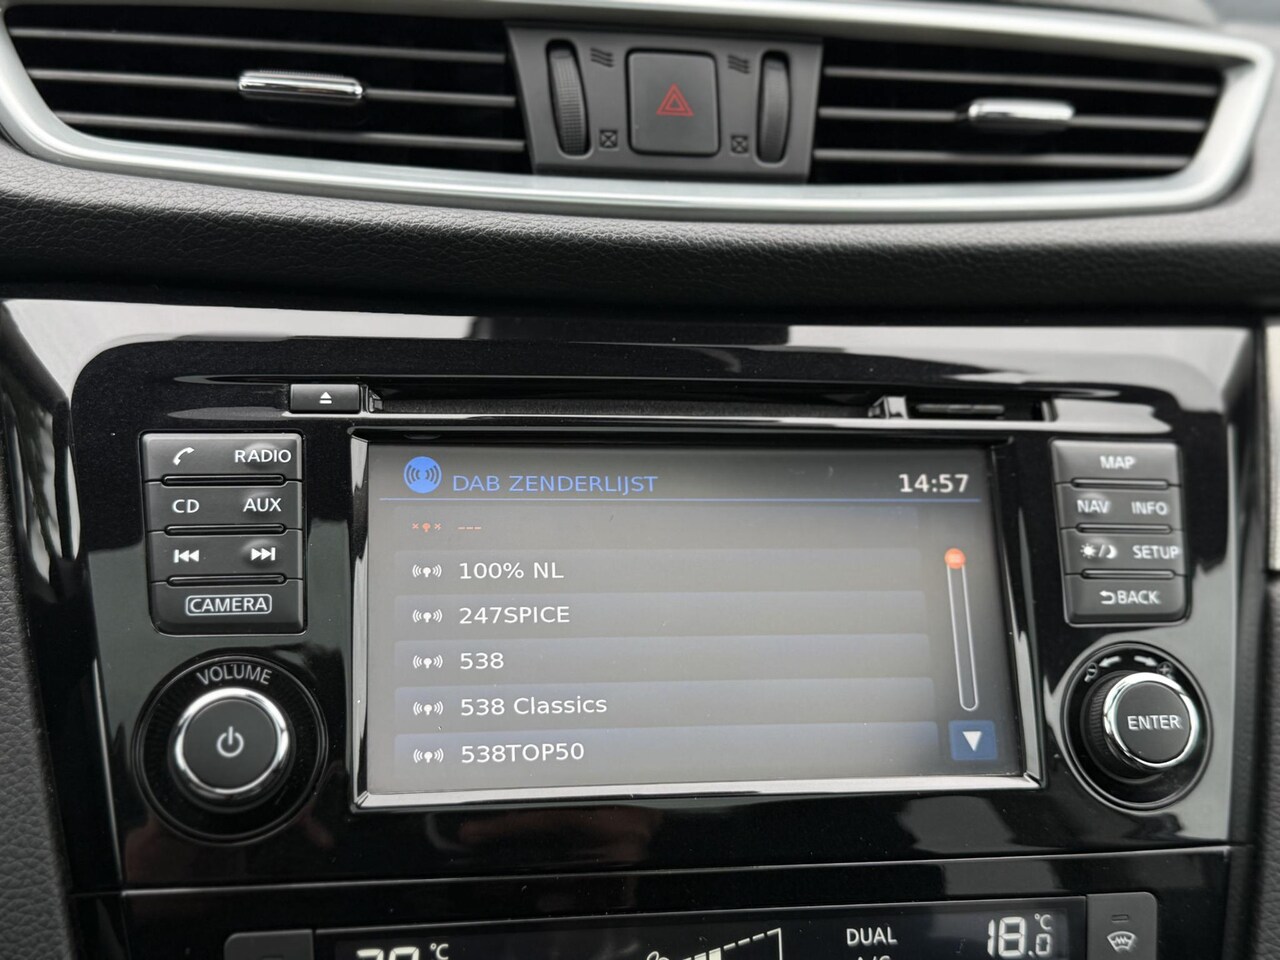 RADIO
CD AUX
CAMERA
VOLUME
DAB ZENDERLIJST 14:57
---
100% NL
247SPICE
538
538 Classics
538TOP50
MAP
NAV INFO
SETUP
BACK
ENTER
°C DUAL 18.0 °C